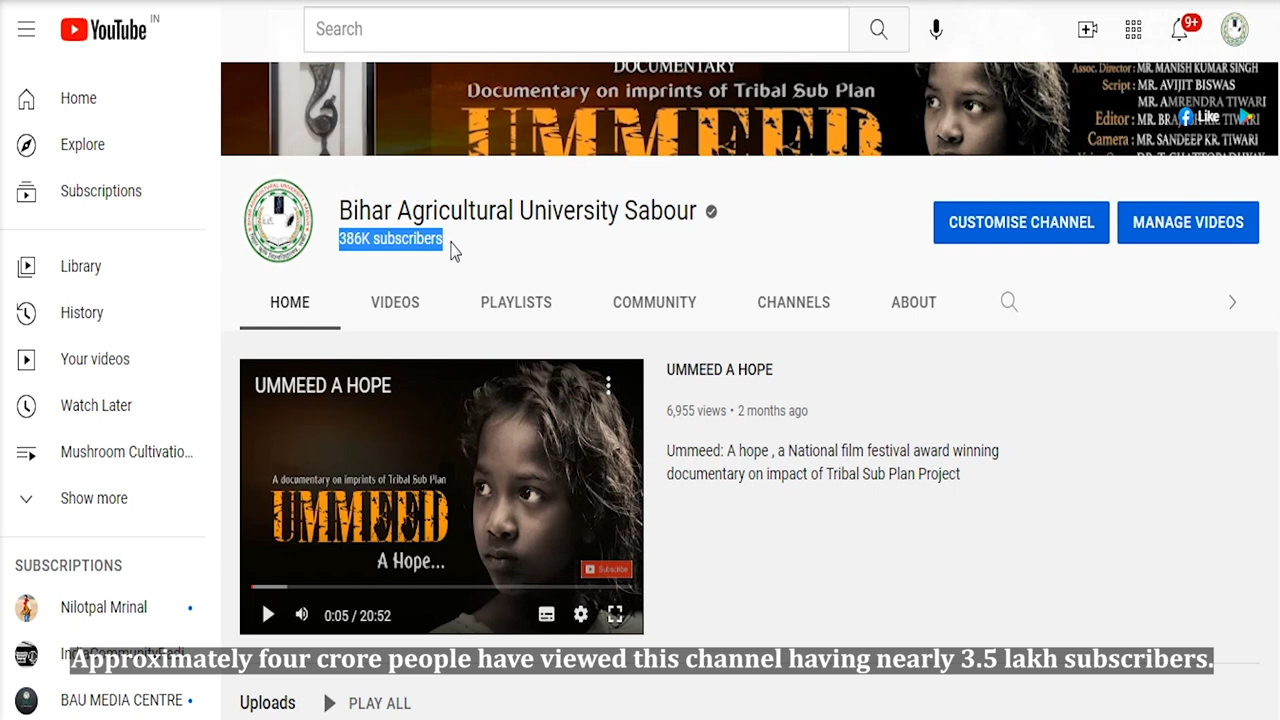 YouTube IN
Search
9+
Home
Explore
Subscriptions
Library
History
Your videos
Watch Later
Mushroom Cultivatio...
Show more
SUBSCRIPTIONS
Nilotpal Mrinal
BAU MEDIA CENTRE
DOCUMENTARY
Documentary on imprints of Tribal Sub Plan
UMMEED
Assoc. Director : MR. MANISH KUMAR SINGH
Script : MR. AVIJIT BISWAS
MR. AMRENDRA TIWARI
Editor :
Like
Camera : MR. SANDEEP KR. TIWARI
Bihar Agricultural University Sabour
386K subscribers
CUSTOMISE CHANNEL
MANAGE VIDEOS
HOME
VIDEOS
PLAYLISTS
COMMUNITY
CHANNELS
ABOUT
UMMEED A HOPE
A documentary on imprints of Tribal Sub Plan
UMMEED
A Hope...
Subscribe
0:05 / 20:52
UMMEED A HOPE
6,955 views • 2 months ago
Ummeed: A hope , a National film festival award winning
documentary on impact of Tribal Sub Plan Project
Approximately four crore people have viewed this channel having nearly 3.5 lakh subscribers.
Uploads
PLAY ALL